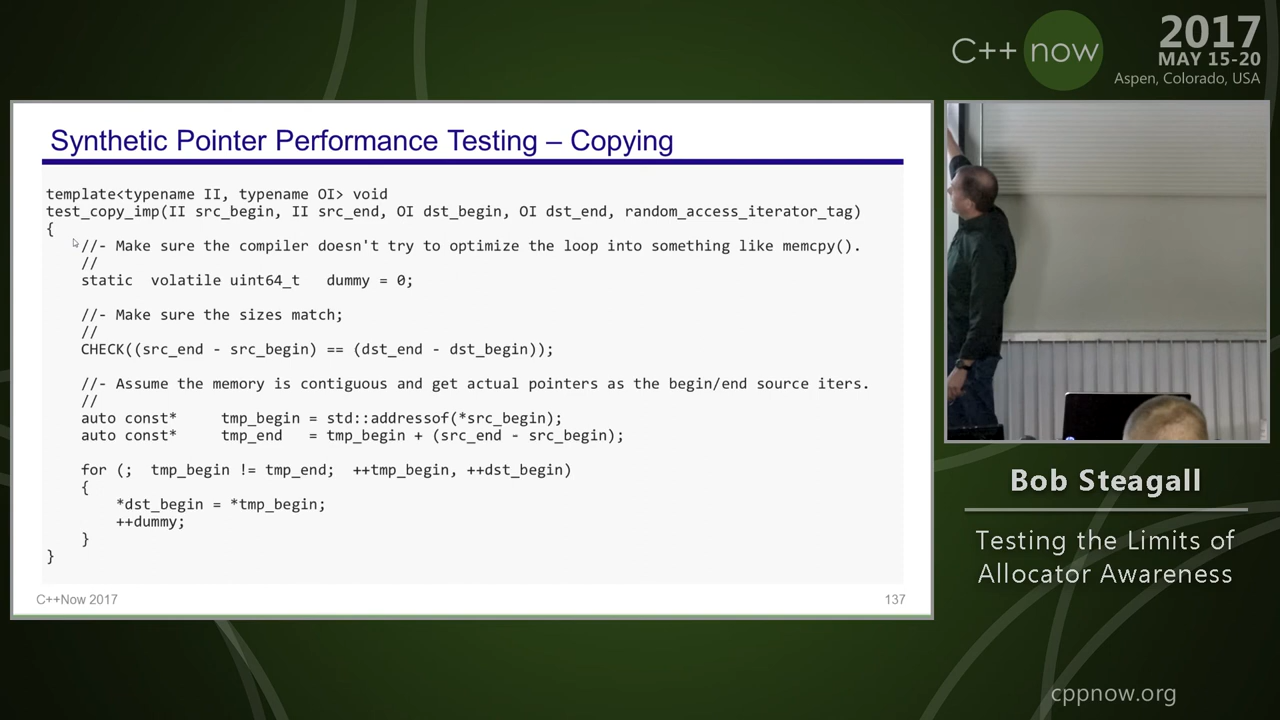 C++ now
2017
MAY 15-20
Aspen, Colorado, USA
Synthetic Pointer Performance Testing – Copying
template<typename II, typename OI> void
test_copy_imp(II src_begin, II src_end, OI dst_begin, OI dst_end, random_access_iterator_tag)
{
    //- Make sure the compiler doesn't try to optimize the loop into something like memcpy().
    //
    static  volatile uint64_t   dummy = 0;
    //- Make sure the sizes match;
    //
    CHECK((src_end - src_begin) == (dst_end - dst_begin));
    //- Assume the memory is contiguous and get actual pointers as the begin/end source iters.
    //
    auto const*     tmp_begin = std::addressof(*src_begin);
    auto const*     tmp_end   = tmp_begin + (src_end - src_begin);
    for (;  tmp_begin != tmp_end;  ++tmp_begin, ++dst_begin)
    {
        *dst_begin = *tmp_begin;
        ++dummy;
    }
}
C++Now 2017
137
Bob Steagall
Testing the Limits of
Allocator Awareness
cppnow.org